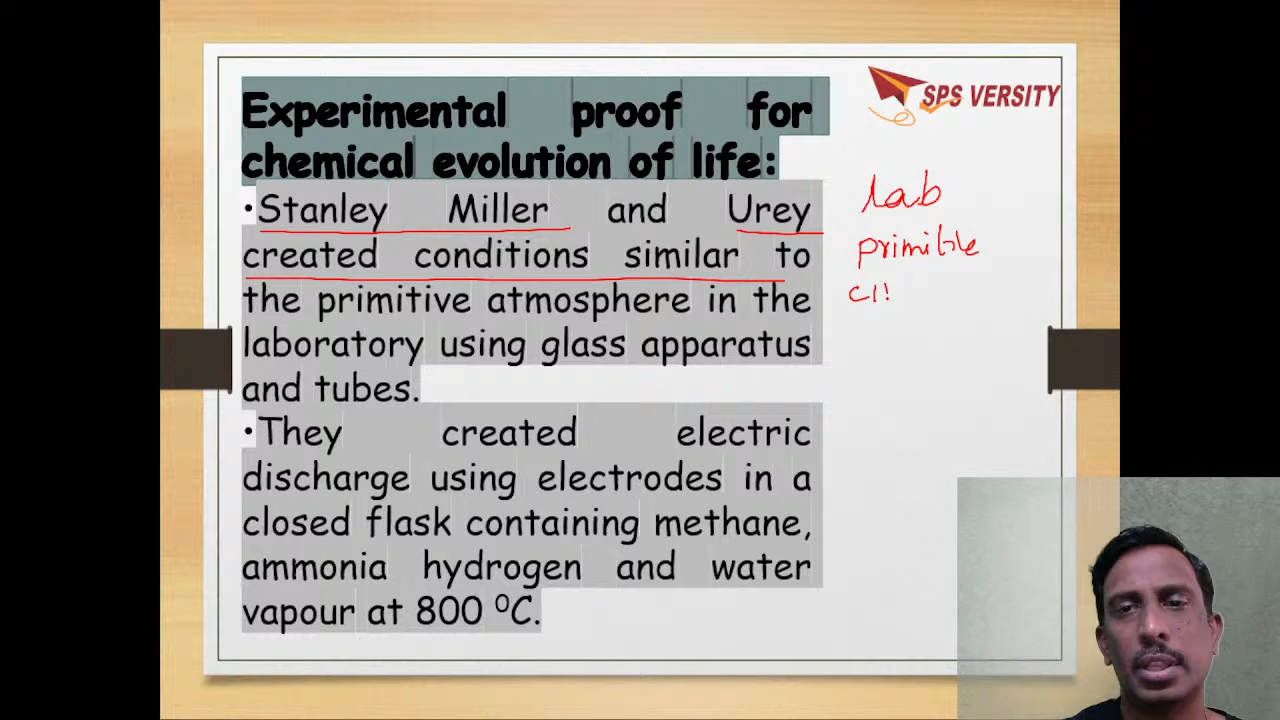 Experimental proof for
chemical evolution of life:
•Stanley Miller and Urey
created conditions similar to
the primitive atmosphere in the
laboratory using glass apparatus
and tubes.
•They created electric
discharge using electrodes in a
closed flask containing methane,
ammonia hydrogen and water
vapour at 800 ⁰C.
SPS VERSITY
lab